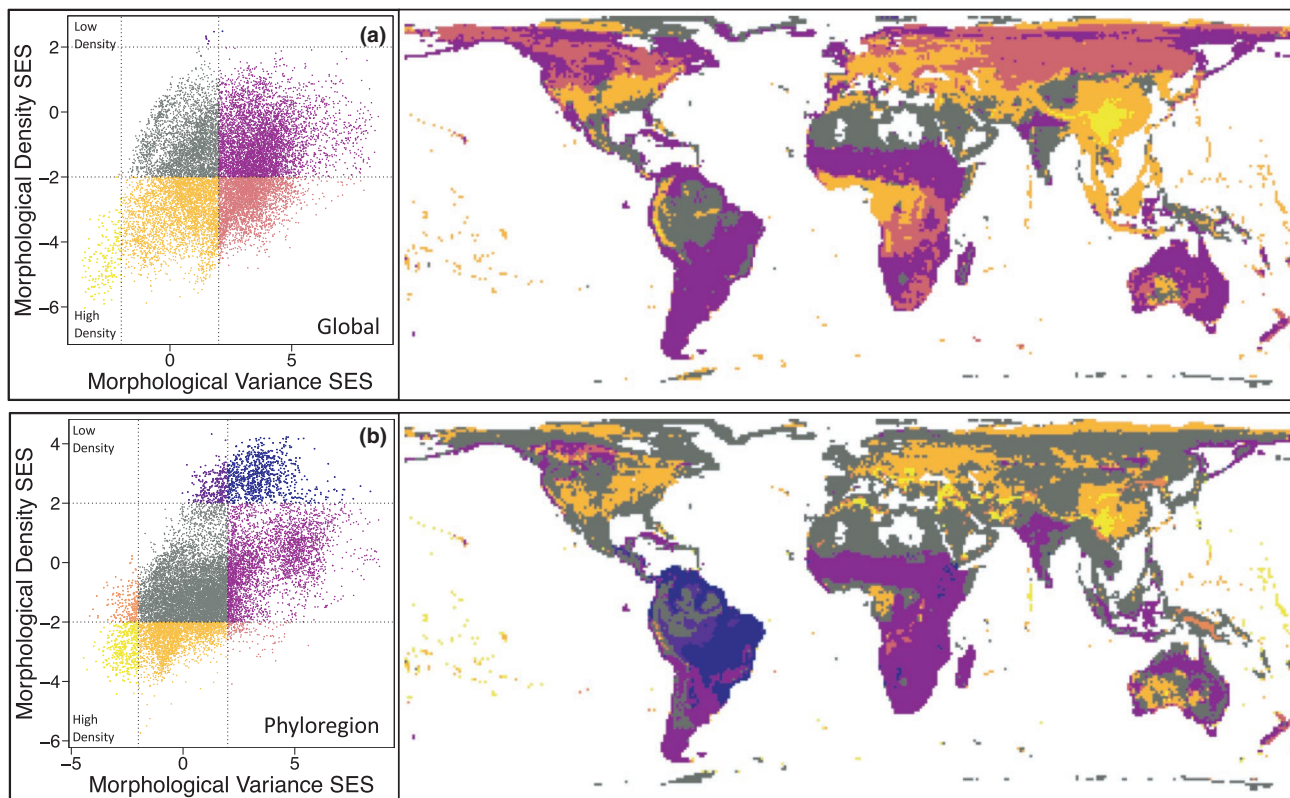 Low
Density
(a)
2
0
−2
−4
−6
High
Density
Global
0
5
Morphological Density SES
Morphological Variance SES
Low
Density
(b)
4
2
0
−2
−4
−6
High
Density
Phyloregion
−5
0
5
Morphological Density SES
Morphological Variance SES